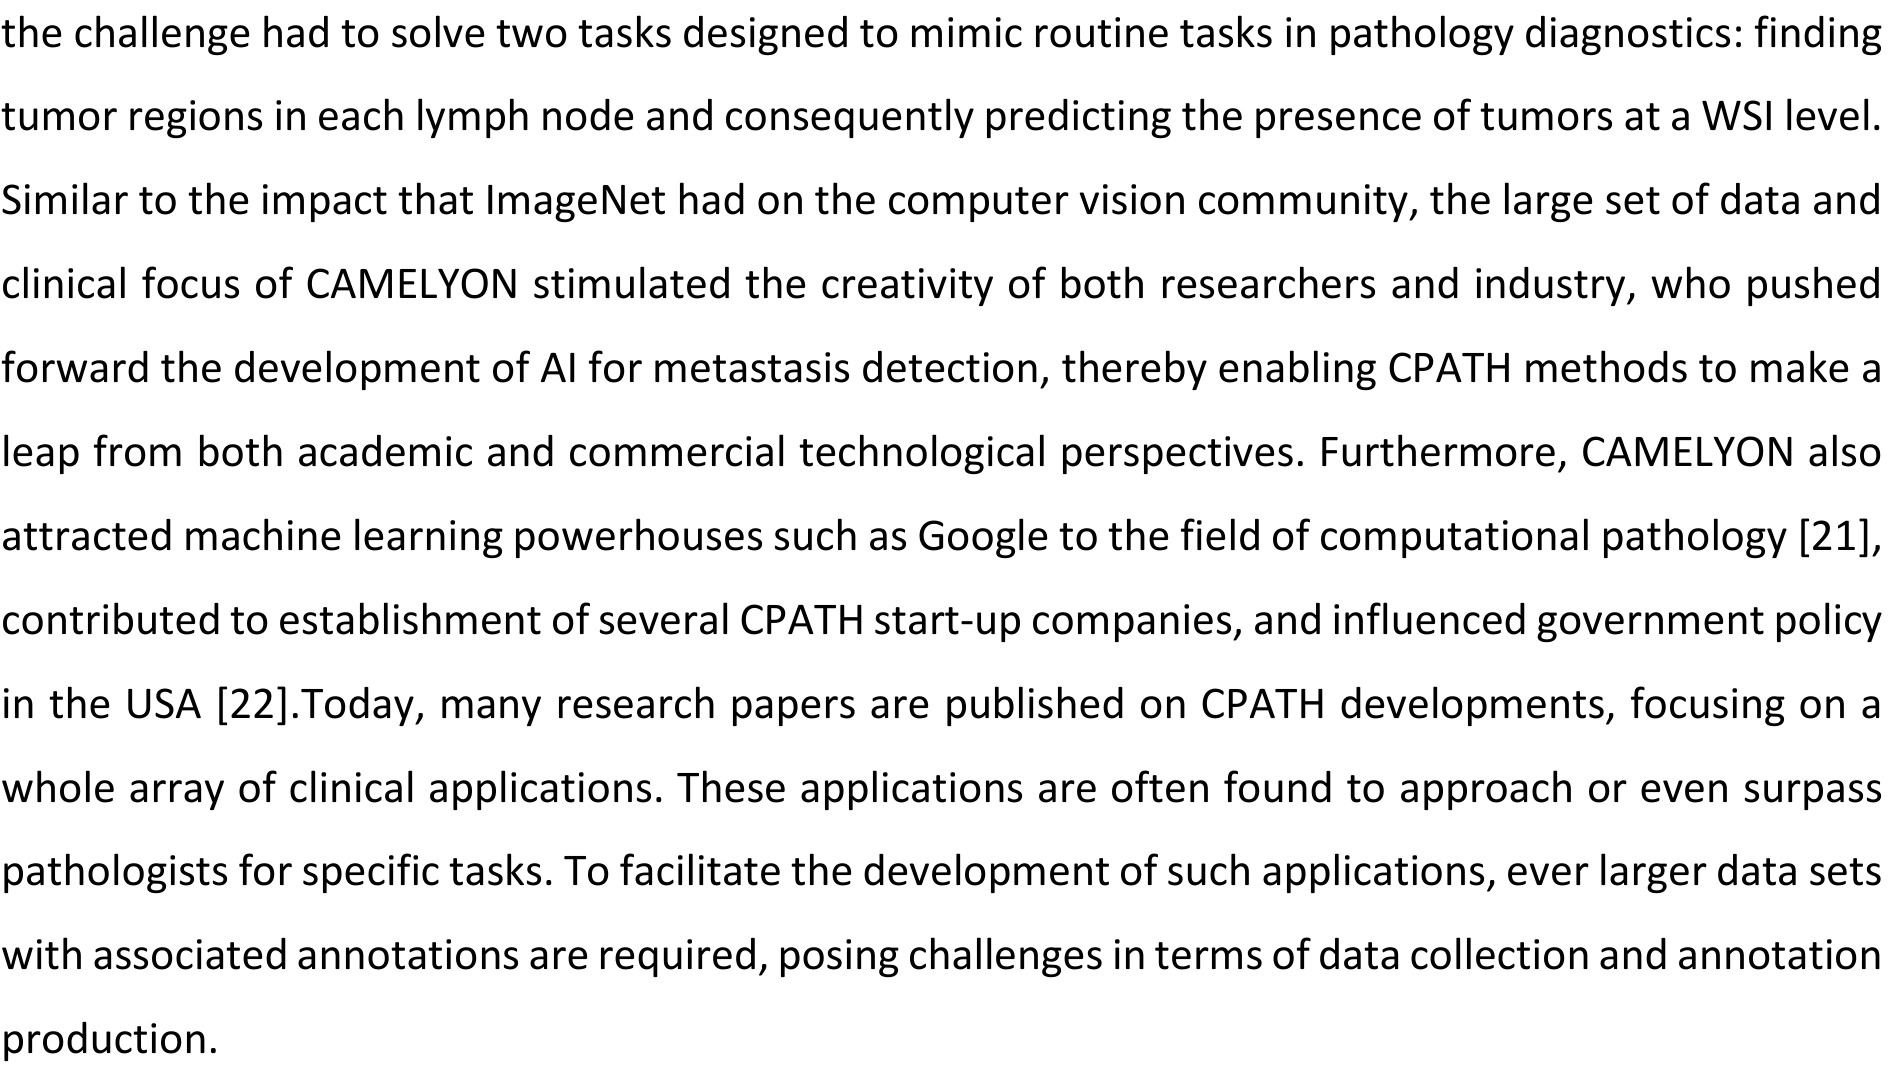 the challenge had to solve two tasks designed to mimic routine tasks in pathology diagnostics: finding
tumor regions in each lymph node and consequently predicting the presence of tumors at a WSI level.
Similar to the impact that ImageNet had on the computer vision community, the large set of data and
clinical focus of CAMELYON stimulated the creativity of both researchers and industry, who pushed
forward the development of AI for metastasis detection, thereby enabling CPATH methods to make a
leap from both academic and commercial technological perspectives. Furthermore, CAMELYON also
attracted machine learning powerhouses such as Google to the field of computational pathology [21],
contributed to establishment of several CPATH start-up companies, and influenced government policy
in the USA [22].Today, many research papers are published on CPATH developments, focusing on a
whole array of clinical applications. These applications are often found to approach or even surpass
pathologists for specific tasks. To facilitate the development of such applications, ever larger data sets
with associated annotations are required, posing challenges in terms of data collection and annotation
production.